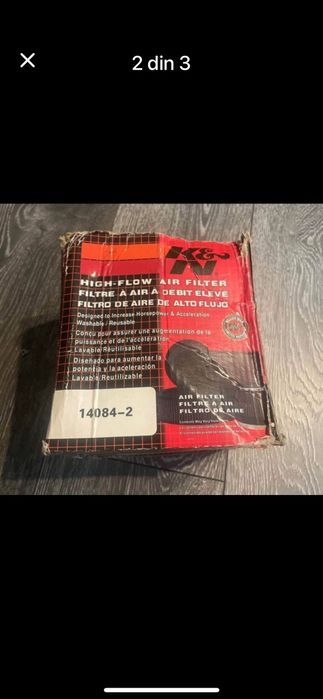 2 din 3
K&N
HIGH-FLOW AIR FILTER
FILTRE À AIR À DÉBIT ÉLEVÉ
FILTRO DE AIRE DE ALTO FLUJO
Designed to Increase Horsepower & Acceleration
Washable / Reusable
Conçu pour assurer une augmentation de la
puissance et de l'accélération
Lavable Réutilisable
Diseñado para aumentar la
potencia y la aceleración
Lavable Reutilizable
14084-2
AIR FILTER
FILTRE À AIR
FILTRO DE AIRE